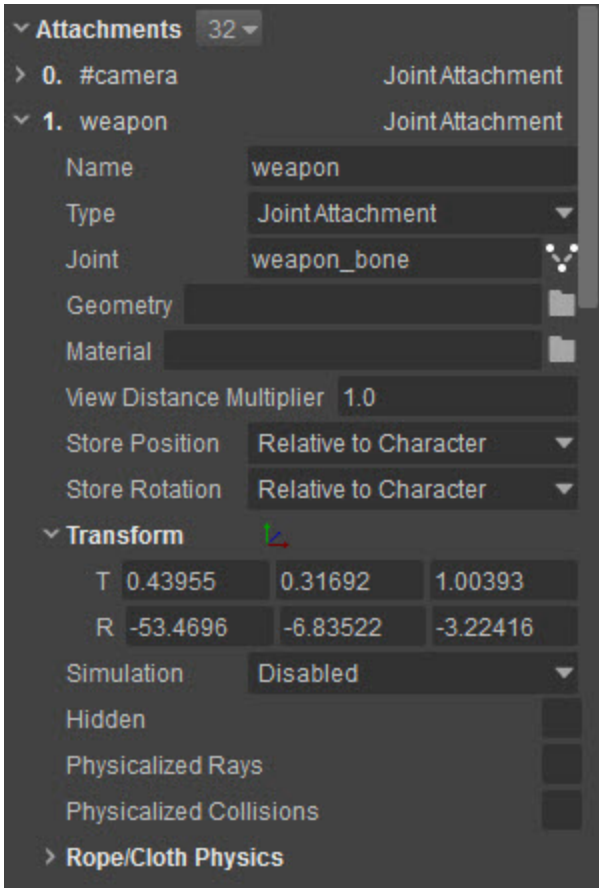 Attachments 32
0. #camera Joint Attachment
1. weapon Joint Attachment
Name weapon
Type Joint Attachment
Joint weapon_bone
Geometry
Material
View Distance Multiplier 1.0
Store Position Relative to Character
Store Rotation Relative to Character
Transform
T 0.43955 0.31692 1.00393
R -53.4696 -6.83522 -3.22416
Simulation Disabled
Hidden
Physicalized Rays
Physicalized Collisions
Rope/Cloth Physics